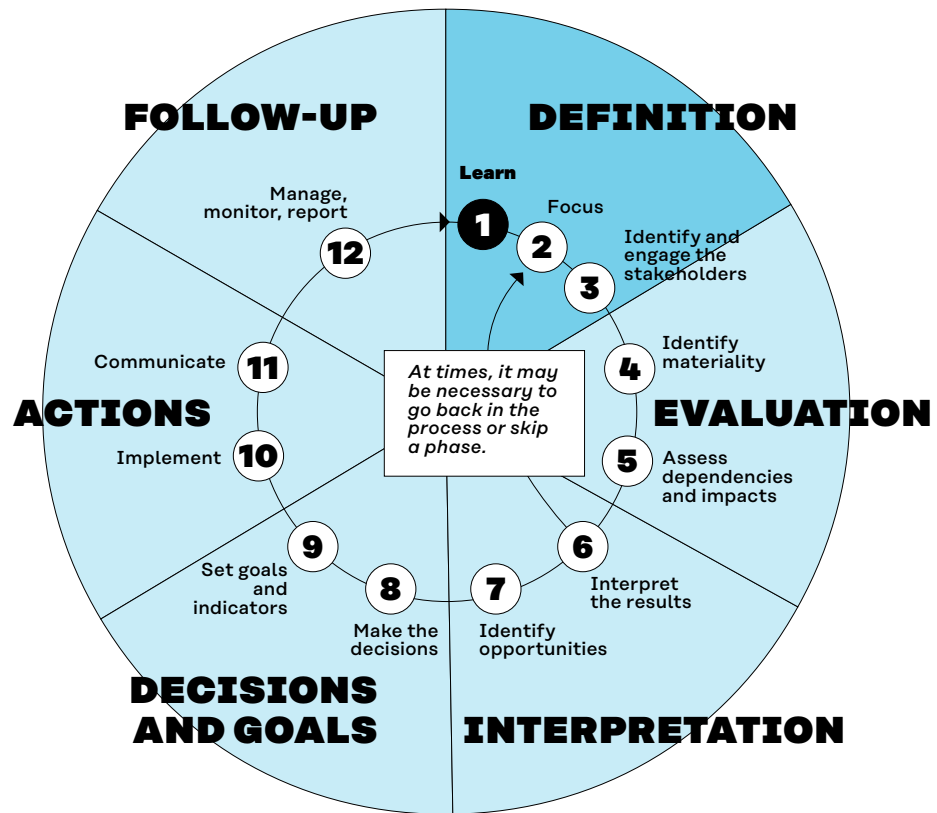 FOLLOW-UP
DEFINITION
Learn
1
Focus
2
Identify and
engage the
stakeholders
3
Identify
materiality
4
EVALUATION
5
Assess
dependencies
and impacts
6
Interpret
the results
7
Identify
opportunities
INTERPRETATION
8
Make the
decisions
9
Set goals
and
indicators
DECISIONS
AND GOALS
10
Implement
ACTIONS
11
Communicate
12
Manage,
monitor, report
At times, it may
be necessary to
go back in the
process or skip
a phase.